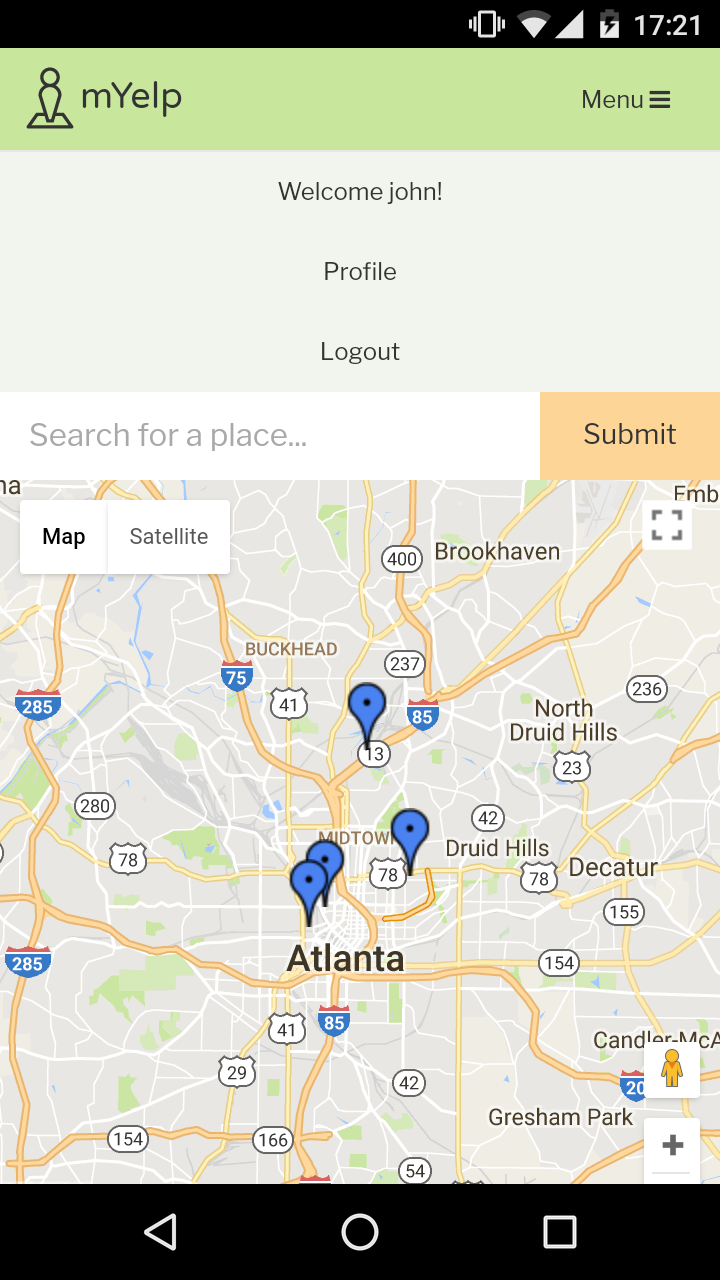 17:21
mYelp
Menu
Welcome john!
Profile
Logout
Search for a place...
Submit
na
Emb
Map
Satellite
400
Brookhaven
BUCKHEAD
237
75
236
285
41
85
North
Druid Hills
13
23
280
42
MIDTOW
Druid Hills
78
78
78
Decatur
155
Atlanta
285
154
85
41
Candler-McA
29
42
20
Gresham Park
154
166
54